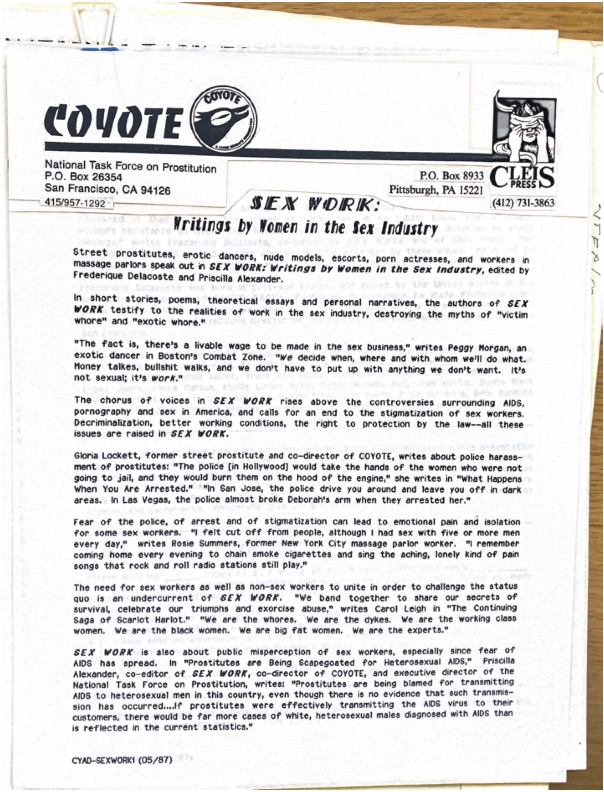 COYOTE
COYOTE
National Task Force on Prostitution
P.O. Box 26354
San Francisco, CA 94126
415/957-1292
CLEIS
PRESS
P.O. Box 8933
Pittsburgh, PA 15221
(412) 731-3863
SEX WORK:
Writings by Women in the Sex Industry
Street prostitutes, erotic dancers, nude models, escorts, porn actresses, and workers in
massage parlors speak out in SEX WORK: Writings by Women in the Sex Industry, edited by
Frederique Delacoste and Priscilla Alexander.
In short stories, poems, theoretical essays and personal narratives, the authors of SEX
WORK testify to the realities of work in the sex industry, destroying the myths of "victim
whore" and "exotic whore."
"The fact is, there's a livable wage to be made in the sex business," writes Peggy Morgan, an
exotic dancer in Boston's Combat Zone. "We decide when, where and with whom we'll do what.
Money talkes, bullshit walks, and we don't have to put up with anything we don't want. It's
not sexual; it's work."
The chorus of voices in SEX WORK rises above the controversies surrounding AIDS,
pornography and sex in America, and calls for an end to the stigmatization of sex workers.
Decriminalization, better working conditions, the right to protection by the law--all these
issues are raised in SEX WORK.
Gloria Lockett, former street prostitute and co-director of COYOTE, writes about police harass-
ment of prostitutes: "The police [in Hollywood] would take the hands of the women who were not
going to jail, and they would burn them on the hood of the engine," she writes in "What Happens
When You Are Arrested." "In San Jose, the police drive you around and leave you off in dark
areas. In Las Vegas, the police almost broke Deborah's arm when they arrested her."
Fear of the police, of arrest and of stigmatization can lead to emotional pain and isolation
for some sex workers. "I felt cut off from people, although I had sex with five or more men
every day," writes Rosie Summers, former New York City massage parlor worker. "I remember
coming home every evening to chain smoke cigarettes and sing the aching, lonely kind of pain
songs that rock and roll radio stations still play."
The need for sex workers as well as non-sex workers to unite in order to challenge the status
quo is an undercurrent of SEX WORK. "We band together to share our secrets of
survival, celebrate our triumphs and exorcise abuse," writes Carol Leigh in "The Continuing
Saga of Scarlot Harlot." "We are the whores. We are the dykes. We are the working class
women. We are the black women. We are big fat women. We are the experts."
SEX WORK is also about public misperception of sex workers, especially since fear of
AIDS has spread. In "Prostitutes are Being Scapegoated for Heterosexual AIDS," Priscilla
Alexander, co-editor of SEX WORK, co-director of COYOTE, and executive director of the
National Task Force on Prostitution, writes: "Prostitutes are being blamed for transmitting
AIDS to heterosexual men in this country, even though there is no evidence that such transmis-
sion has occurred....If prostitutes were effectively transmitting the AIDS virus to their
customers, there would be far more cases of white, heterosexual males diagnosed with AIDS than
is reflected in the current statistics."
CYAD-SEXWORK1 (05/87)